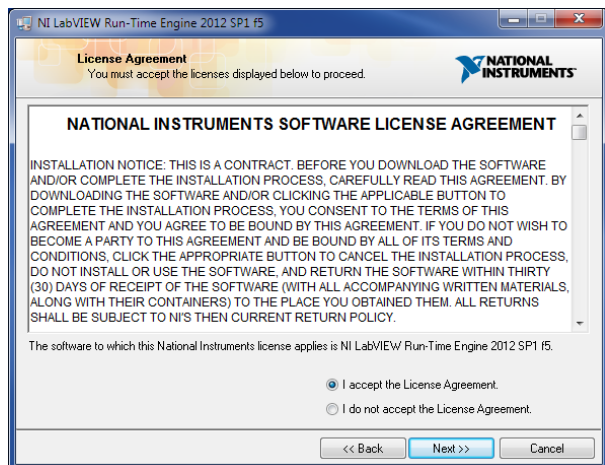 NI LabVIEW Run-Time Engine 2012 SP1 f5
License Agreement
You must accept the licenses displayed below to proceed.
NATIONAL
INSTRUMENTS
NATIONAL INSTRUMENTS SOFTWARE LICENSE AGREEMENT
INSTALLATION NOTICE: THIS IS A CONTRACT. BEFORE YOU DOWNLOAD THE SOFTWARE
AND/OR COMPLETE THE INSTALLATION PROCESS, CAREFULLY READ THIS AGREEMENT. BY
DOWNLOADING THE SOFTWARE AND/OR CLICKING THE APPLICABLE BUTTON TO
COMPLETE THE INSTALLATION PROCESS, YOU CONSENT TO THE TERMS OF THIS
AGREEMENT AND YOU AGREE TO BE BOUND BY THIS AGREEMENT. IF YOU DO NOT WISH TO
BECOME A PARTY TO THIS AGREEMENT AND BE BOUND BY ALL OF ITS TERMS AND
CONDITIONS, CLICK THE APPROPRIATE BUTTON TO CANCEL THE INSTALLATION PROCESS,
DO NOT INSTALL OR USE THE SOFTWARE, AND RETURN THE SOFTWARE WITHIN THIRTY
(30) DAYS OF RECEIPT OF THE SOFTWARE (WITH ALL ACCOMPANYING WRITTEN MATERIALS,
ALONG WITH THEIR CONTAINERS) TO THE PLACE YOU OBTAINED THEM. ALL RETURNS
SHALL BE SUBJECT TO NI'S THEN CURRENT RETURN POLICY.
The software to which this National Instruments license applies is NI LabVIEW Run-Time Engine 2012 SP1 f5.
I accept the License Agreement.
I do not accept the License Agreement.
<< Back Next >> Cancel